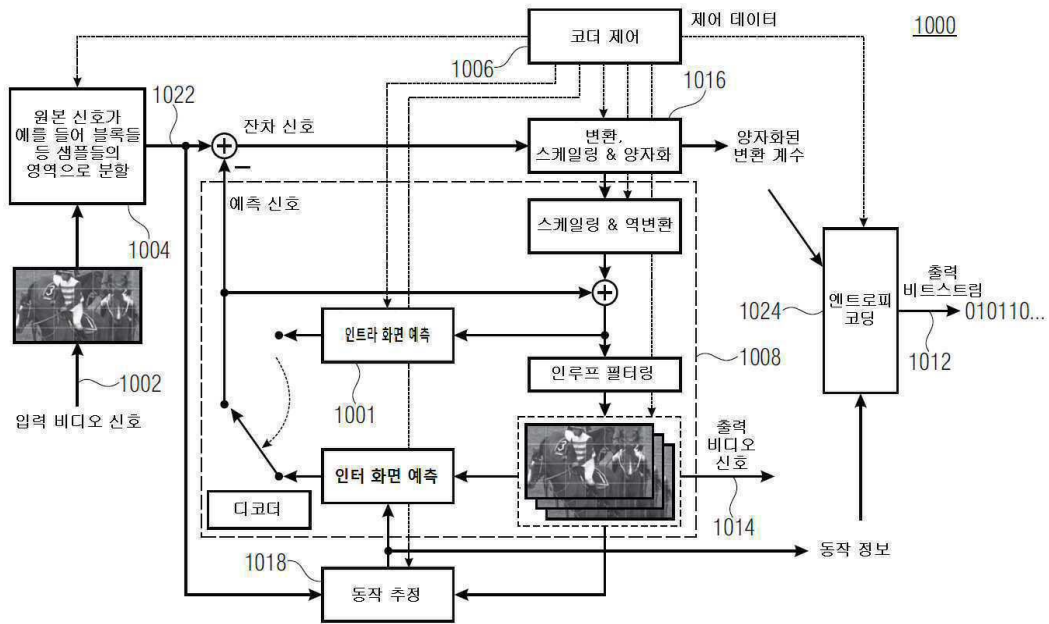 코더 제어
제어 데이터
1000
1006
1022
1016
원본 신호가
예를 들어 블록들
등 샘플들의
영역으로 분할
잔차 신호
변환,
스케일링 & 양자화
양자화된
변환 계수
예측 신호
스케일링 & 역변환
1004
1024
엔트로피
코딩
출력
비트스트림
010110...
1012
인트라 화면 예측
1008
인루프 필터링
1002
1001
입력 비디오 신호
출력
비디오
신호
인터 화면 예측
1014
디코더
동작 정보
1018
동작 추정